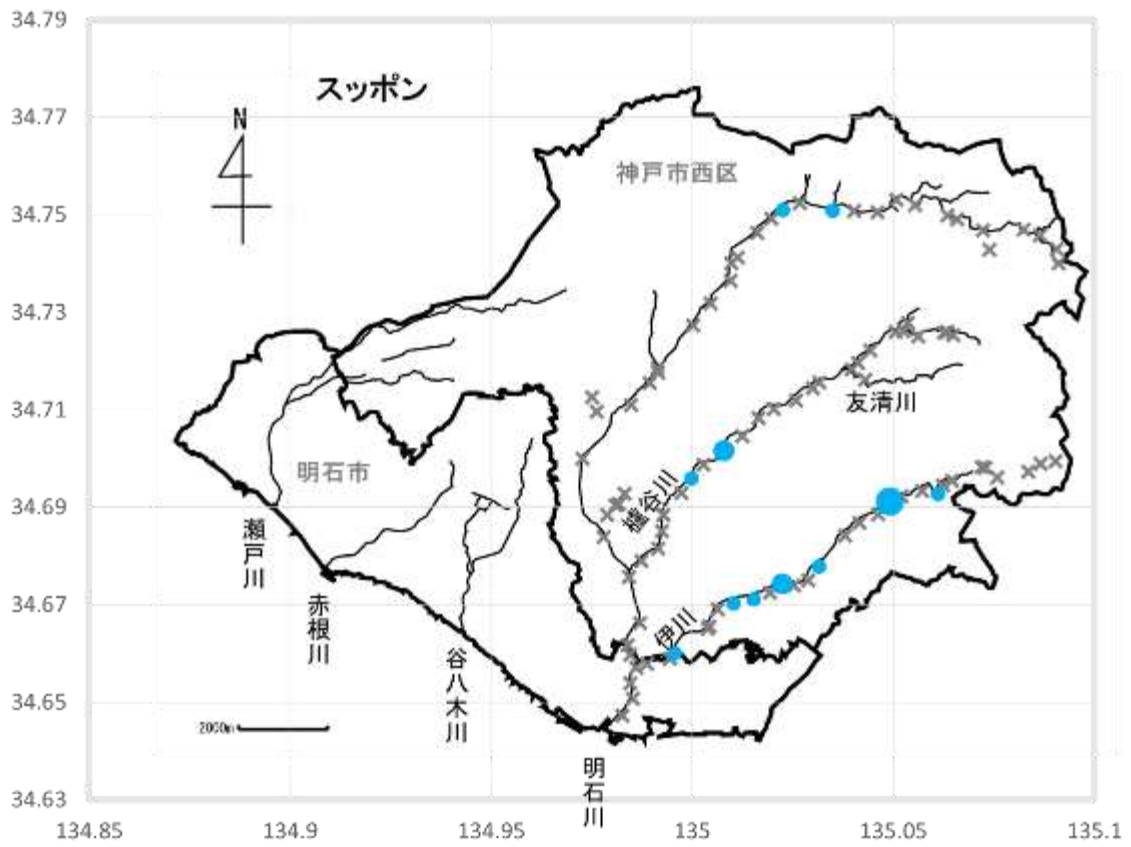 34.79
34.77
34.75
34.73
34.71
34.69
34.67
34.65
34.63
スッポン
N
神戸市西区
友清川
明石市
櫨谷川
瀬戸川
伊川
赤根川
谷八木川
2000m
明石川
134.85
134.9
134.95
135
135.05
135.1